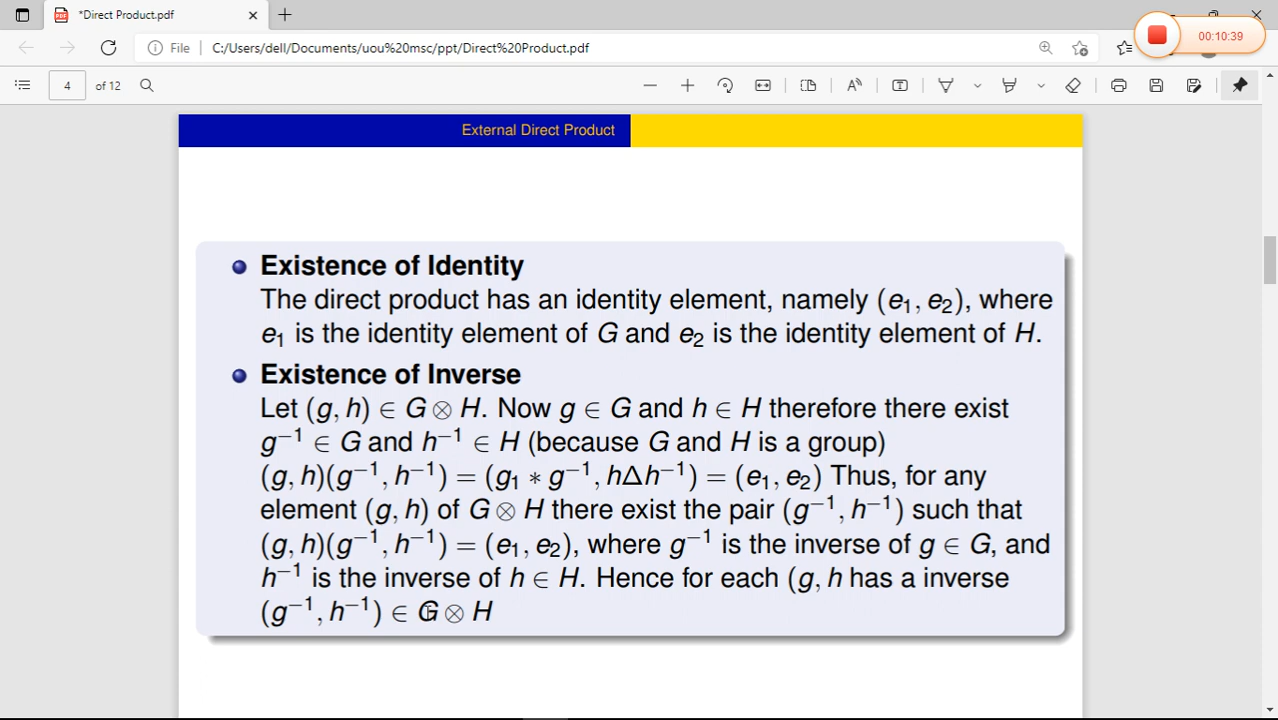 *Direct Product.pdf
00:10:39
File C:/Users/dell/Documents/uou%20msc/ppt/Direct%20Product.pdf
4 of 12
External Direct Product
Existence of Identity
The direct product has an identity element, namely (e₁, e₂), where
e₁ is the identity element of G and e₂ is the identity element of H.
Existence of Inverse
Let (g, h) ∈ G ⊗ H. Now g ∈ G and h ∈ H therefore there exist
g⁻¹ ∈ G and h⁻¹ ∈ H (because G and H is a group)
(g, h)(g⁻¹, h⁻¹) = (g₁ ∗ g⁻¹, hΔh⁻¹) = (e₁, e₂) Thus, for any
element (g, h) of G ⊗ H there exist the pair (g⁻¹, h⁻¹) such that
(g, h)(g⁻¹, h⁻¹) = (e₁, e₂), where g⁻¹ is the inverse of g ∈ G, and
h⁻¹ is the inverse of h ∈ H. Hence for each (g, h has a inverse
(g⁻¹, h⁻¹) ∈ G ⊗ H